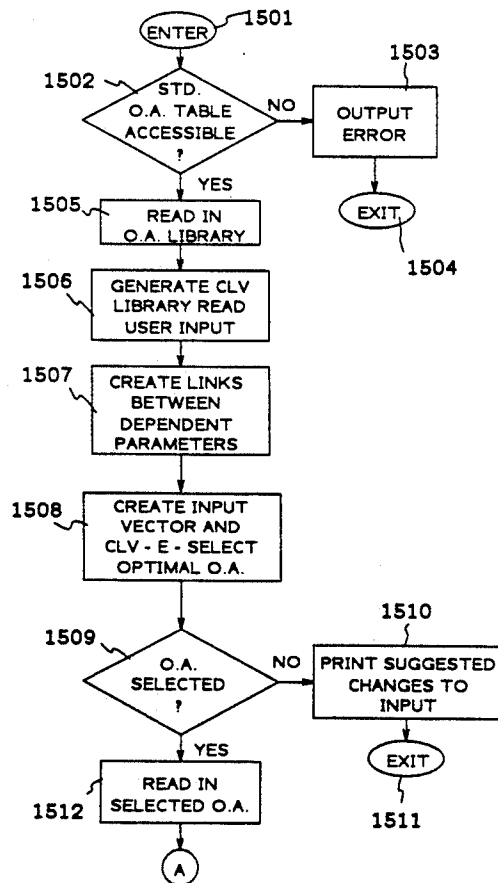 1501
ENTER
1502
STD.
O.A. TABLE
ACCESSIBLE
?
NO
1503
OUTPUT
ERROR
YES
EXIT
1504
1505
READ IN
O.A. LIBRARY
1506
GENERATE CLV
LIBRARY READ
USER INPUT
1507
CREATE LINKS
BETWEEN
DEPENDENT
PARAMETERS
1508
CREATE INPUT
VECTOR AND
CLV - E - SELECT
OPTIMAL O.A.
1509
O.A.
SELECTED
?
NO
1510
PRINT SUGGESTED
CHANGES TO
INPUT
YES
EXIT
1511
1512
READ IN
SELECTED O.A.
A